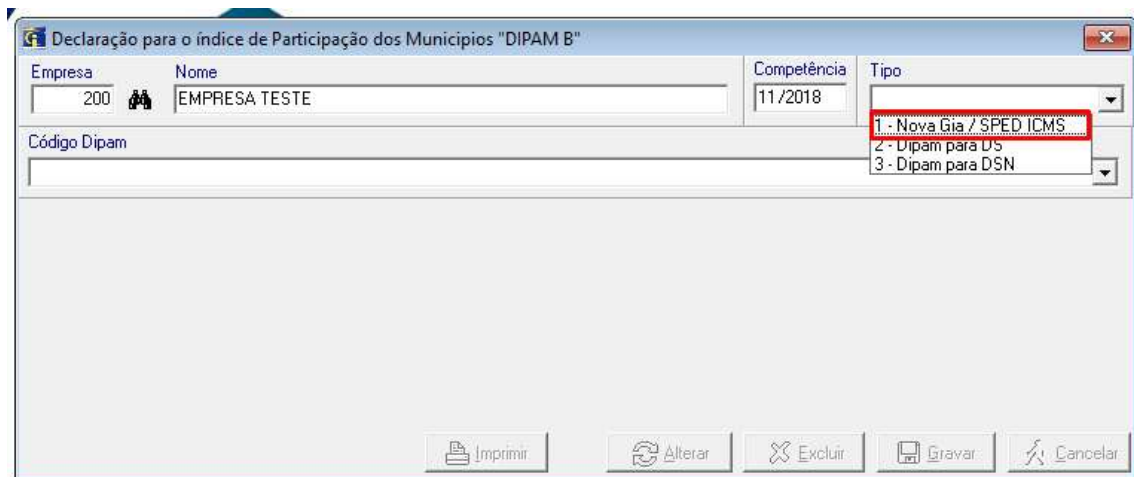 Declaração para o índice de Participação dos Municipios "DIPAM B"
Empresa Nome Competência Tipo
200 EMPRESA TESTE 11/2018
1 - Nova Gia / SPED ICMS
2 - Dipam para DS
3 - Dipam para DSN
Código Dipam
Imprimir Alterar Excluir Gravar Cancelar